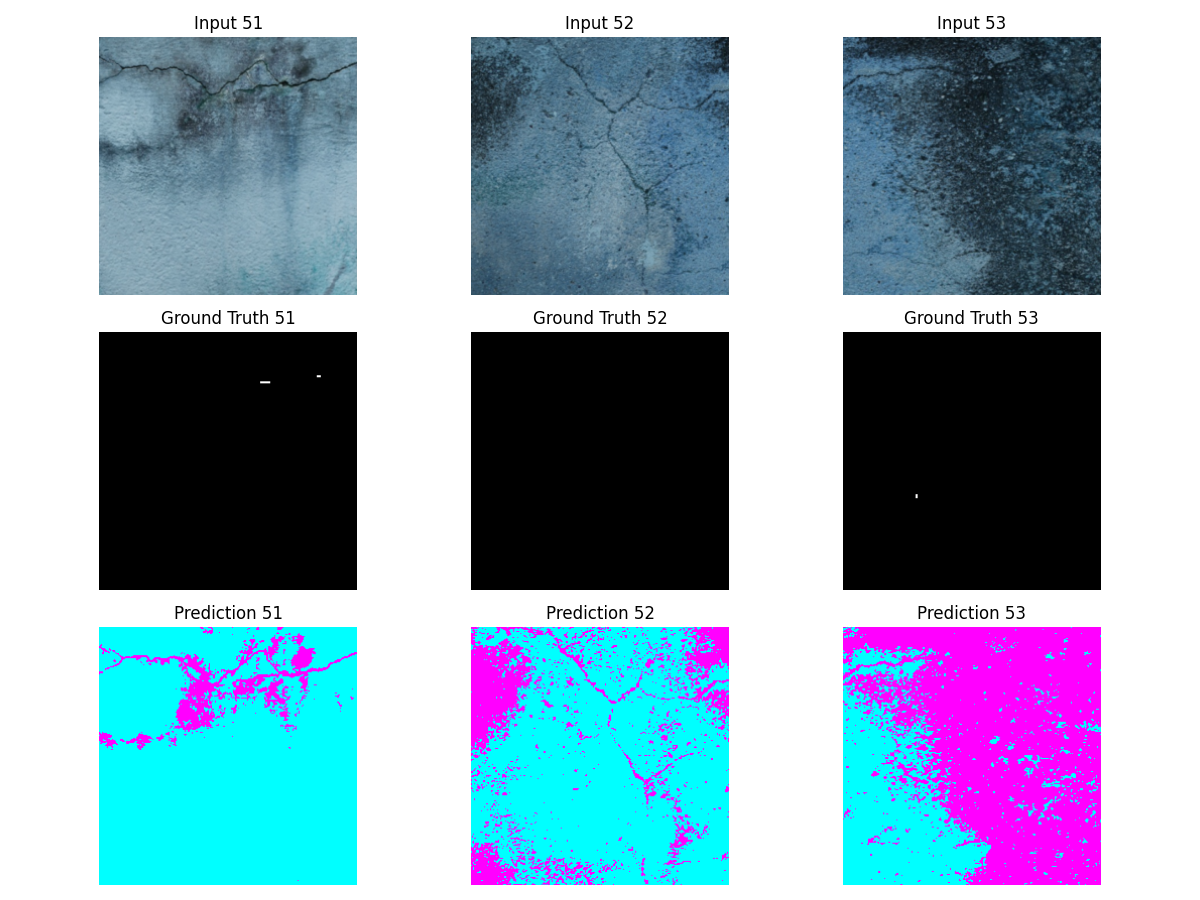 Input 51
Input 52
Input 53
Ground Truth 51
Ground Truth 52
Ground Truth 53
Prediction 51
Prediction 52
Prediction 53